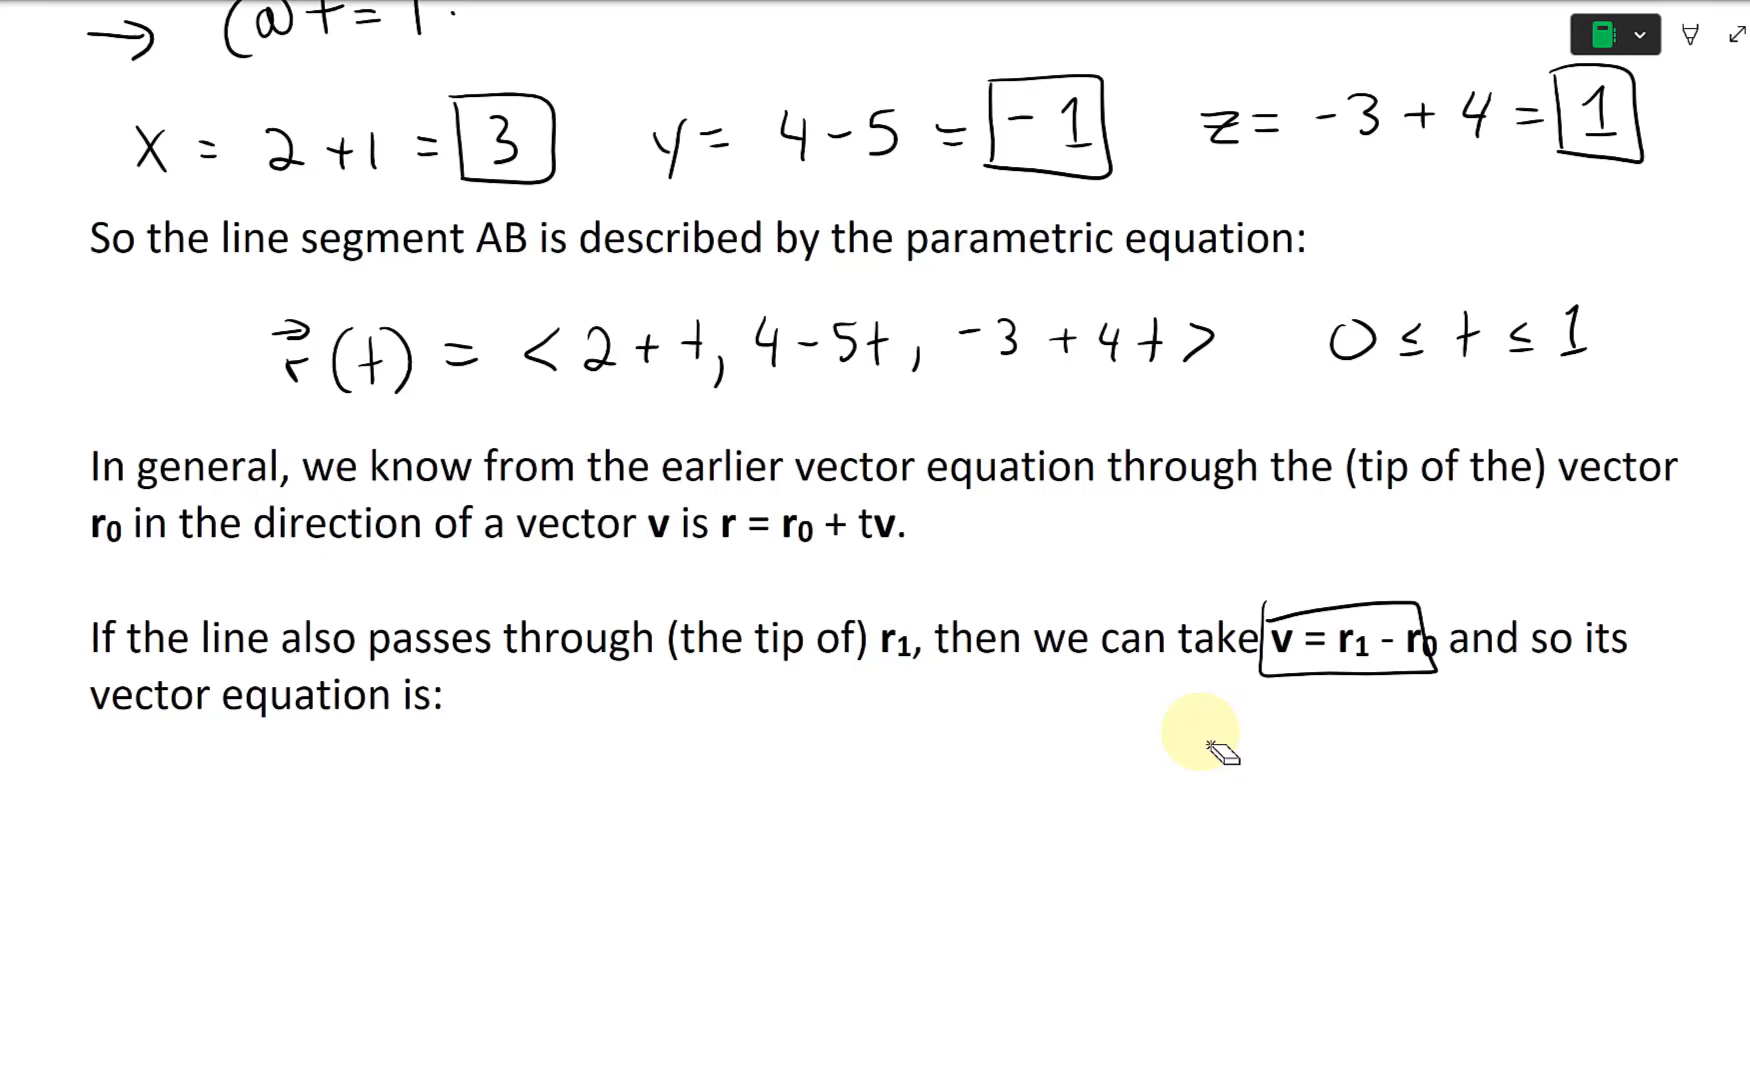 → (@ t = 1.
x = 2 + 1 = 3 y = 4 - 5 = -1 z = -3 + 4 = 1
So the line segment AB is described by the parametric equation:
r⃗(t) = < 2 + t, 4 - 5t, -3 + 4t > 0 ≤ t ≤ 1
In general, we know from the earlier vector equation through the (tip of the) vector
r₀ in the direction of a vector v is r = r₀ + tv.
If the line also passes through (the tip of) r₁, then we can take v = r₁ - r₀ and so its
vector equation is: